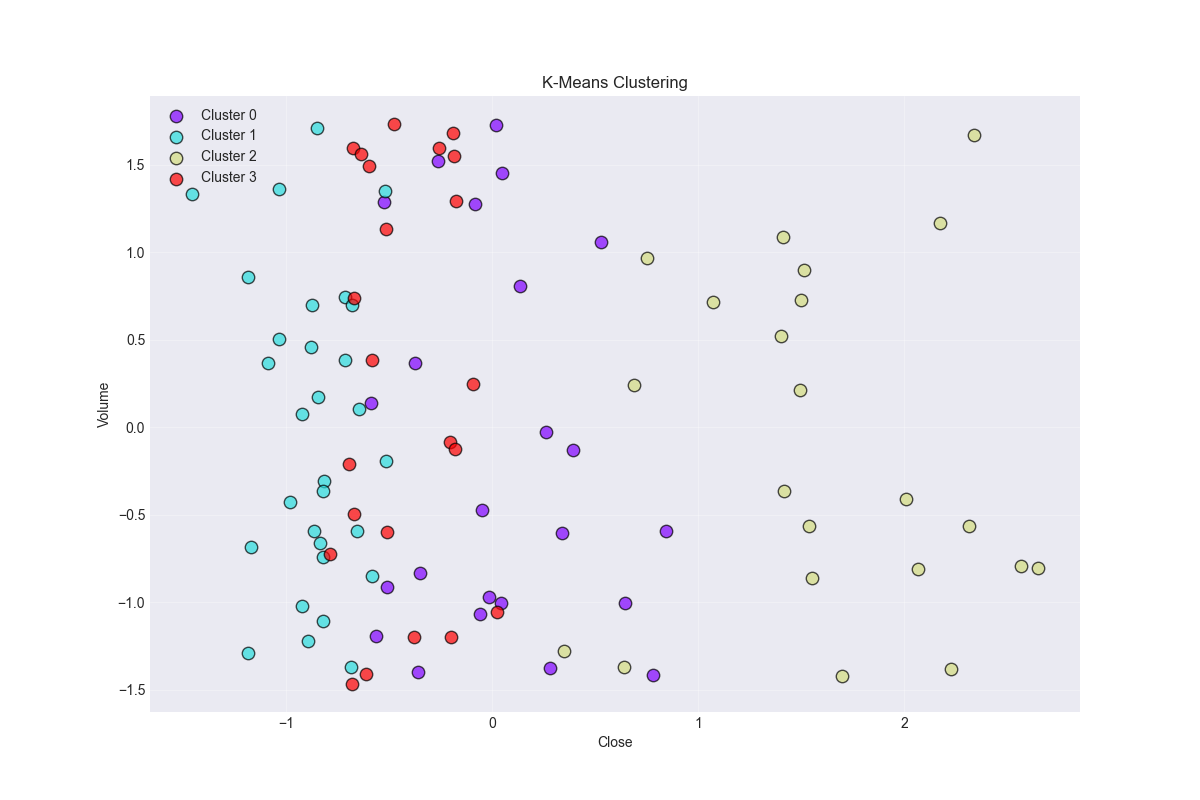 K-Means Clustering
Cluster 0
Cluster 1
Cluster 2
Cluster 3
1.5
1.0
0.5
0.0
−0.5
−1.0
−1.5
Volume
−1 0 1 2
Close